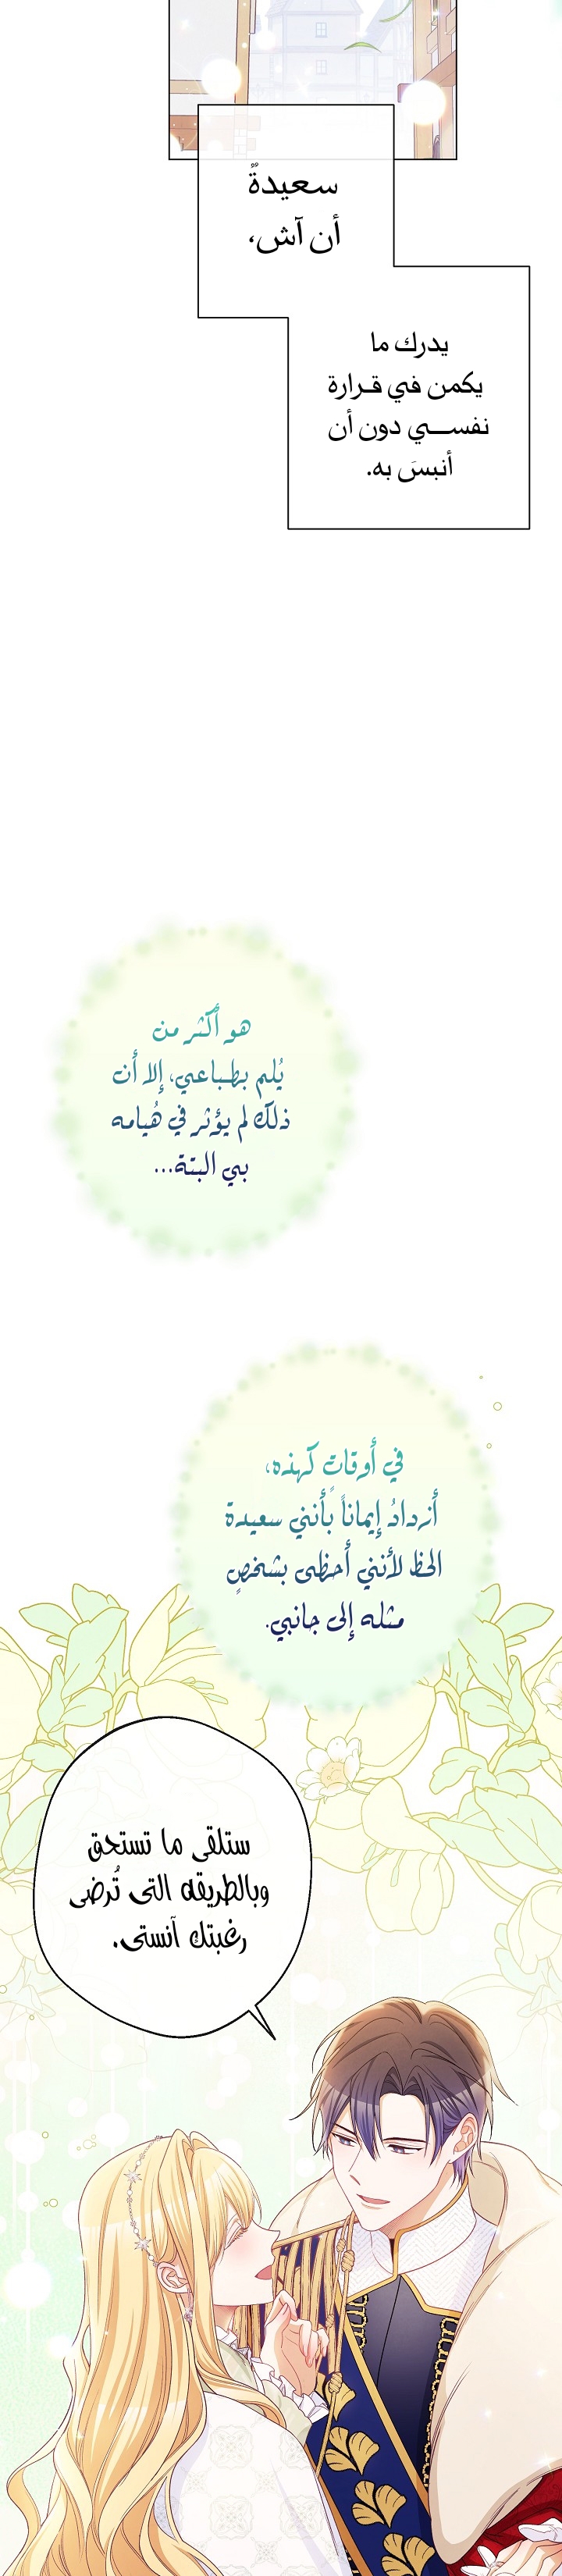 سعيدةٌ
أن آش،
يدرك ما
يكمن في قرارة
نفسي دون أن
أنبسَ به.
هو أكثر من
يُلم بطباعي، إلا أن
ذلك لم يؤثر في هُيامه
بي البتة...
في أوقاتٍ كهذه،
أزدادُ إيماناً بأنني سعيدة
الحظ لأنني أحظى بشخصٍ
مثله إلى جانبي.
ستلقى ما تستحق
وبالطريقه التى تُرضى
رغبتك آنستى.